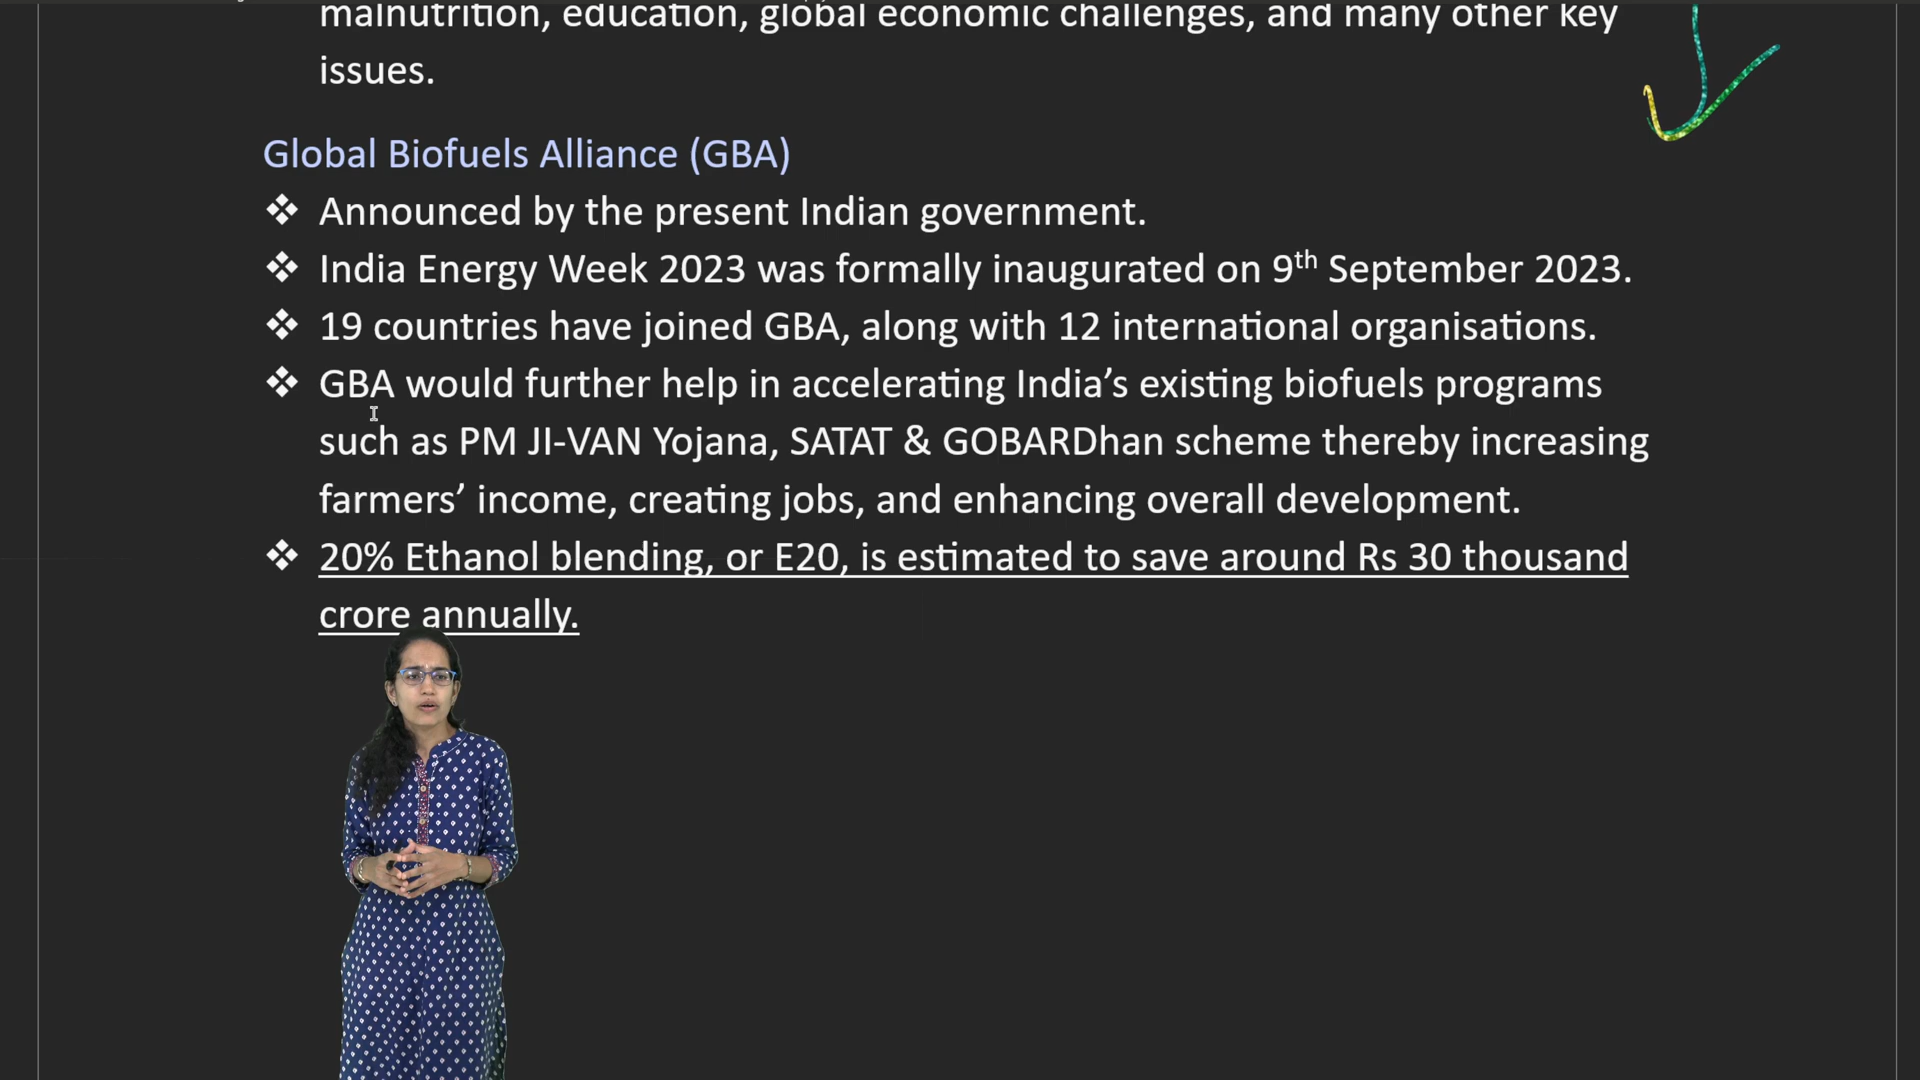 malnutrition, education, global economic challenges, and many other key
issues.
Global Biofuels Alliance (GBA)
❖ Announced by the present Indian government.
❖ India Energy Week 2023 was formally inaugurated on 9th September 2023.
❖ 19 countries have joined GBA, along with 12 international organisations.
❖ GBA would further help in accelerating India’s existing biofuels programs
such as PM JI-VAN Yojana, SATAT & GOBARDhan scheme thereby increasing
farmers’ income, creating jobs, and enhancing overall development.
❖ 20% Ethanol blending, or E20, is estimated to save around Rs 30 thousand
crore annually.